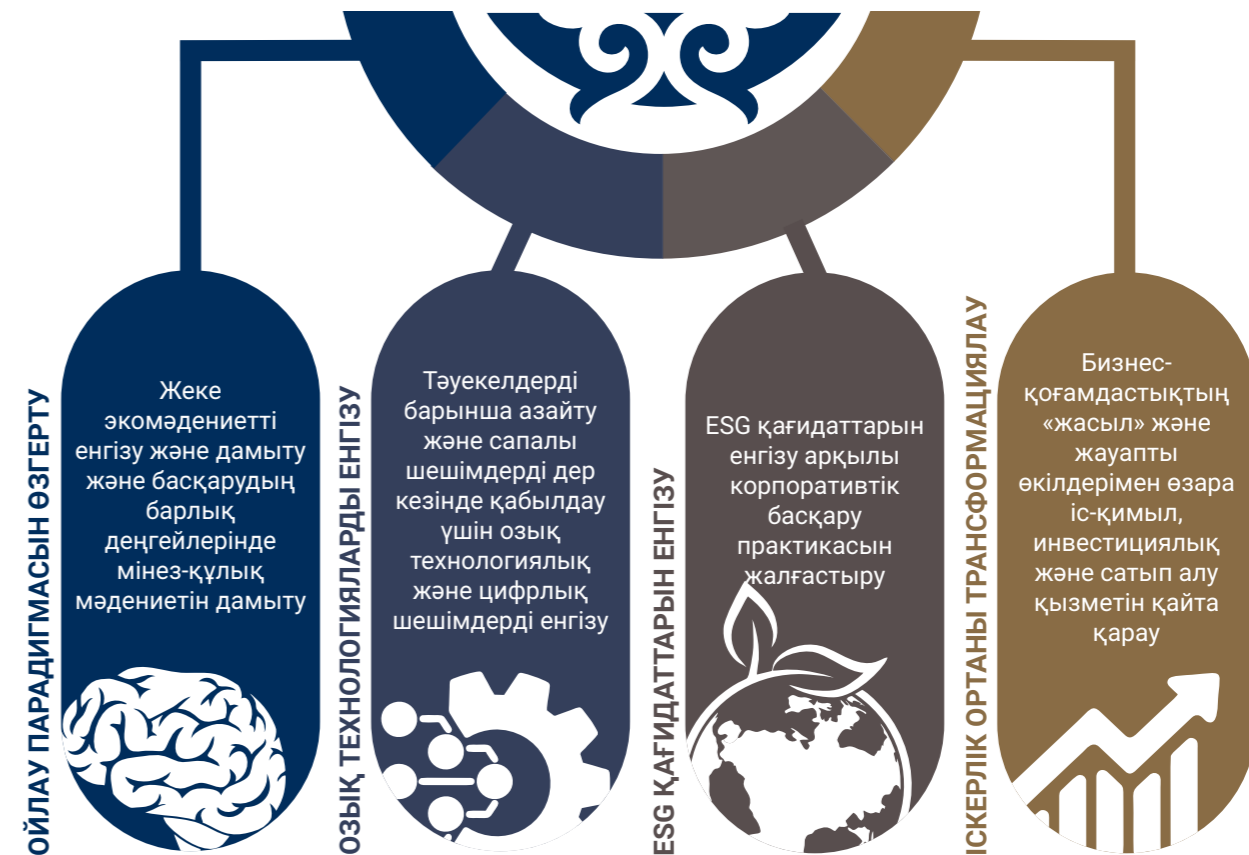 ОЙЛАУ ПАРАДИГМАСЫН ӨЗГЕРТУ
Жеке
экомәдениетті
енгізу және дамыту
және басқарудың
барлық
деңгейлерінде
мінез-құлық
мәдениетін дамыту
ОЗЫҚ ТЕХНОЛОГИЯЛАРДЫ ЕНГІЗУ
Тәуекелдерді
барынша азайту
және сапалы
шешімдерді дер
кезінде қабылдау
үшін озық
технологиялық
және цифрлық
шешімдерді енгізу
ESG ҚАҒИДАТТАРЫН ЕНГІЗУ
ESG қағидаттарын
енгізу арқылы
корпоративтік
басқару
практикасын
жалғастыру
ІСКЕРЛІК ОРТАНЫ ТРАНСФОРМАЦИЯЛАУ
Бизнес-
қоғамдастықтың
«жасыл» және
жауапты
өкілдерімен өзара
іс-қимыл,
инвестициялық
және сатып алу
қызметін қайта
қарау